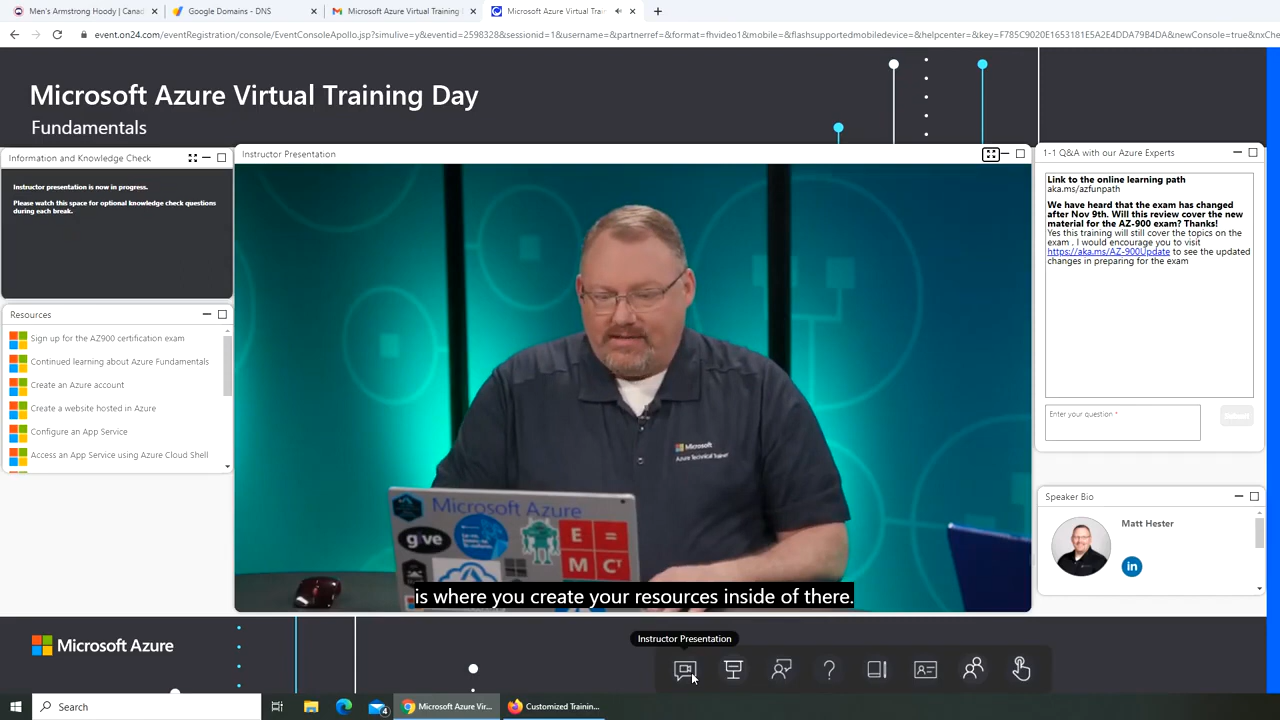 Men's Armstrong Hoody | Canada
Google Domains - DNS
Microsoft Azure Virtual Training
Microsoft Azure Virtual Train
event.on24.com/eventRegistration/console/EventConsoleApollo.jsp?simulive=y&eventid=2598328&sessionid=1&username=&partnerref=&format=fhvideo1&mobile=&flashsupportedmobiledevice=&helpcenter=&key=F785C9020E1653181E5A2E4DDA79B4DA&newConsole=true&nxChe
Microsoft Azure Virtual Training Day
Fundamentals
Information and Knowledge Check
Instructor presentation is now in progress.
Please watch this space for optional knowledge check questions
during each break.
Resources
Sign up for the AZ900 certification exam
Continued learning about Azure Fundamentals
Create an Azure account
Create a website hosted in Azure
Configure an App Service
Access an App Service using Azure Cloud Shell
Instructor Presentation
Microsoft
Azure Technical Trainer
Microsoft Azure
give
E =
M C
is where you create your resources inside of there.
1-1 Q&A with our Azure Experts
Link to the online learning path
aka.ms/azfunpath
We have heard that the exam has changed
after Nov 9th. Will this review cover the new
material for the AZ-900 exam? Thanks!
Yes this training will still cover the topics on the
exam , I would encourage you to visit
https://aka.ms/AZ-900Update to see the updated
changes in preparing for the exam
Enter your question *
Submit
Speaker Bio
Matt Hester
in
Microsoft Azure
Instructor Presentation
Search
4
Microsoft Azure Vir...
Customized Trainin...